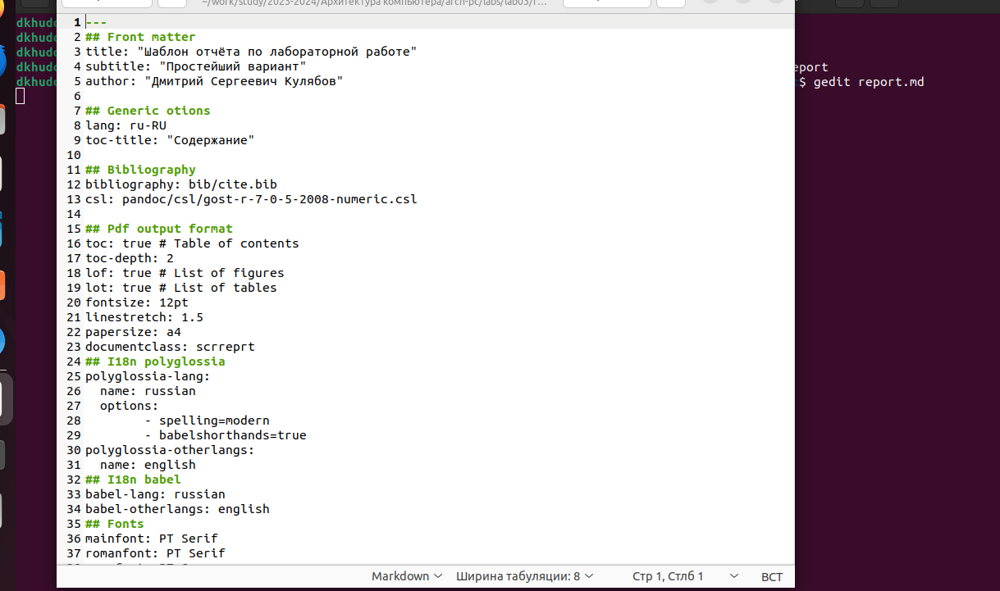 ~/work/study/2023-2024/Архитектура компьютера/arch-pc/labs/lab03/r…
dkhudo
dkhudo
dkhudo
dkhudo eport
dkhudo $ gedit report.md
1 ---
2 ## Front matter
3 title: "Шаблон отчёта по лабораторной работе"
4 subtitle: "Простейший вариант"
5 author: "Дмитрий Сергеевич Кулябов"
6
7 ## Generic otions
8 lang: ru-RU
9 toc-title: "Содержание"
10
11 ## Bibliography
12 bibliography: bib/cite.bib
13 csl: pandoc/csl/gost-r-7-0-5-2008-numeric.csl
14
15 ## Pdf output format
16 toc: true # Table of contents
17 toc-depth: 2
18 lof: true # List of figures
19 lot: true # List of tables
20 fontsize: 12pt
21 linestretch: 1.5
22 papersize: a4
23 documentclass: scrreprt
24 ## I18n polyglossia
25 polyglossia-lang:
26   name: russian
27   options:
28         - spelling=modern
29         - babelshorthands=true
30 polyglossia-otherlangs:
31   name: english
32 ## I18n babel
33 babel-lang: russian
34 babel-otherlangs: english
35 ## Fonts
36 mainfont: PT Serif
37 romanfont: PT Serif
Markdown Ширина табуляции: 8 Стр 1, Стлб 1 ВСТ